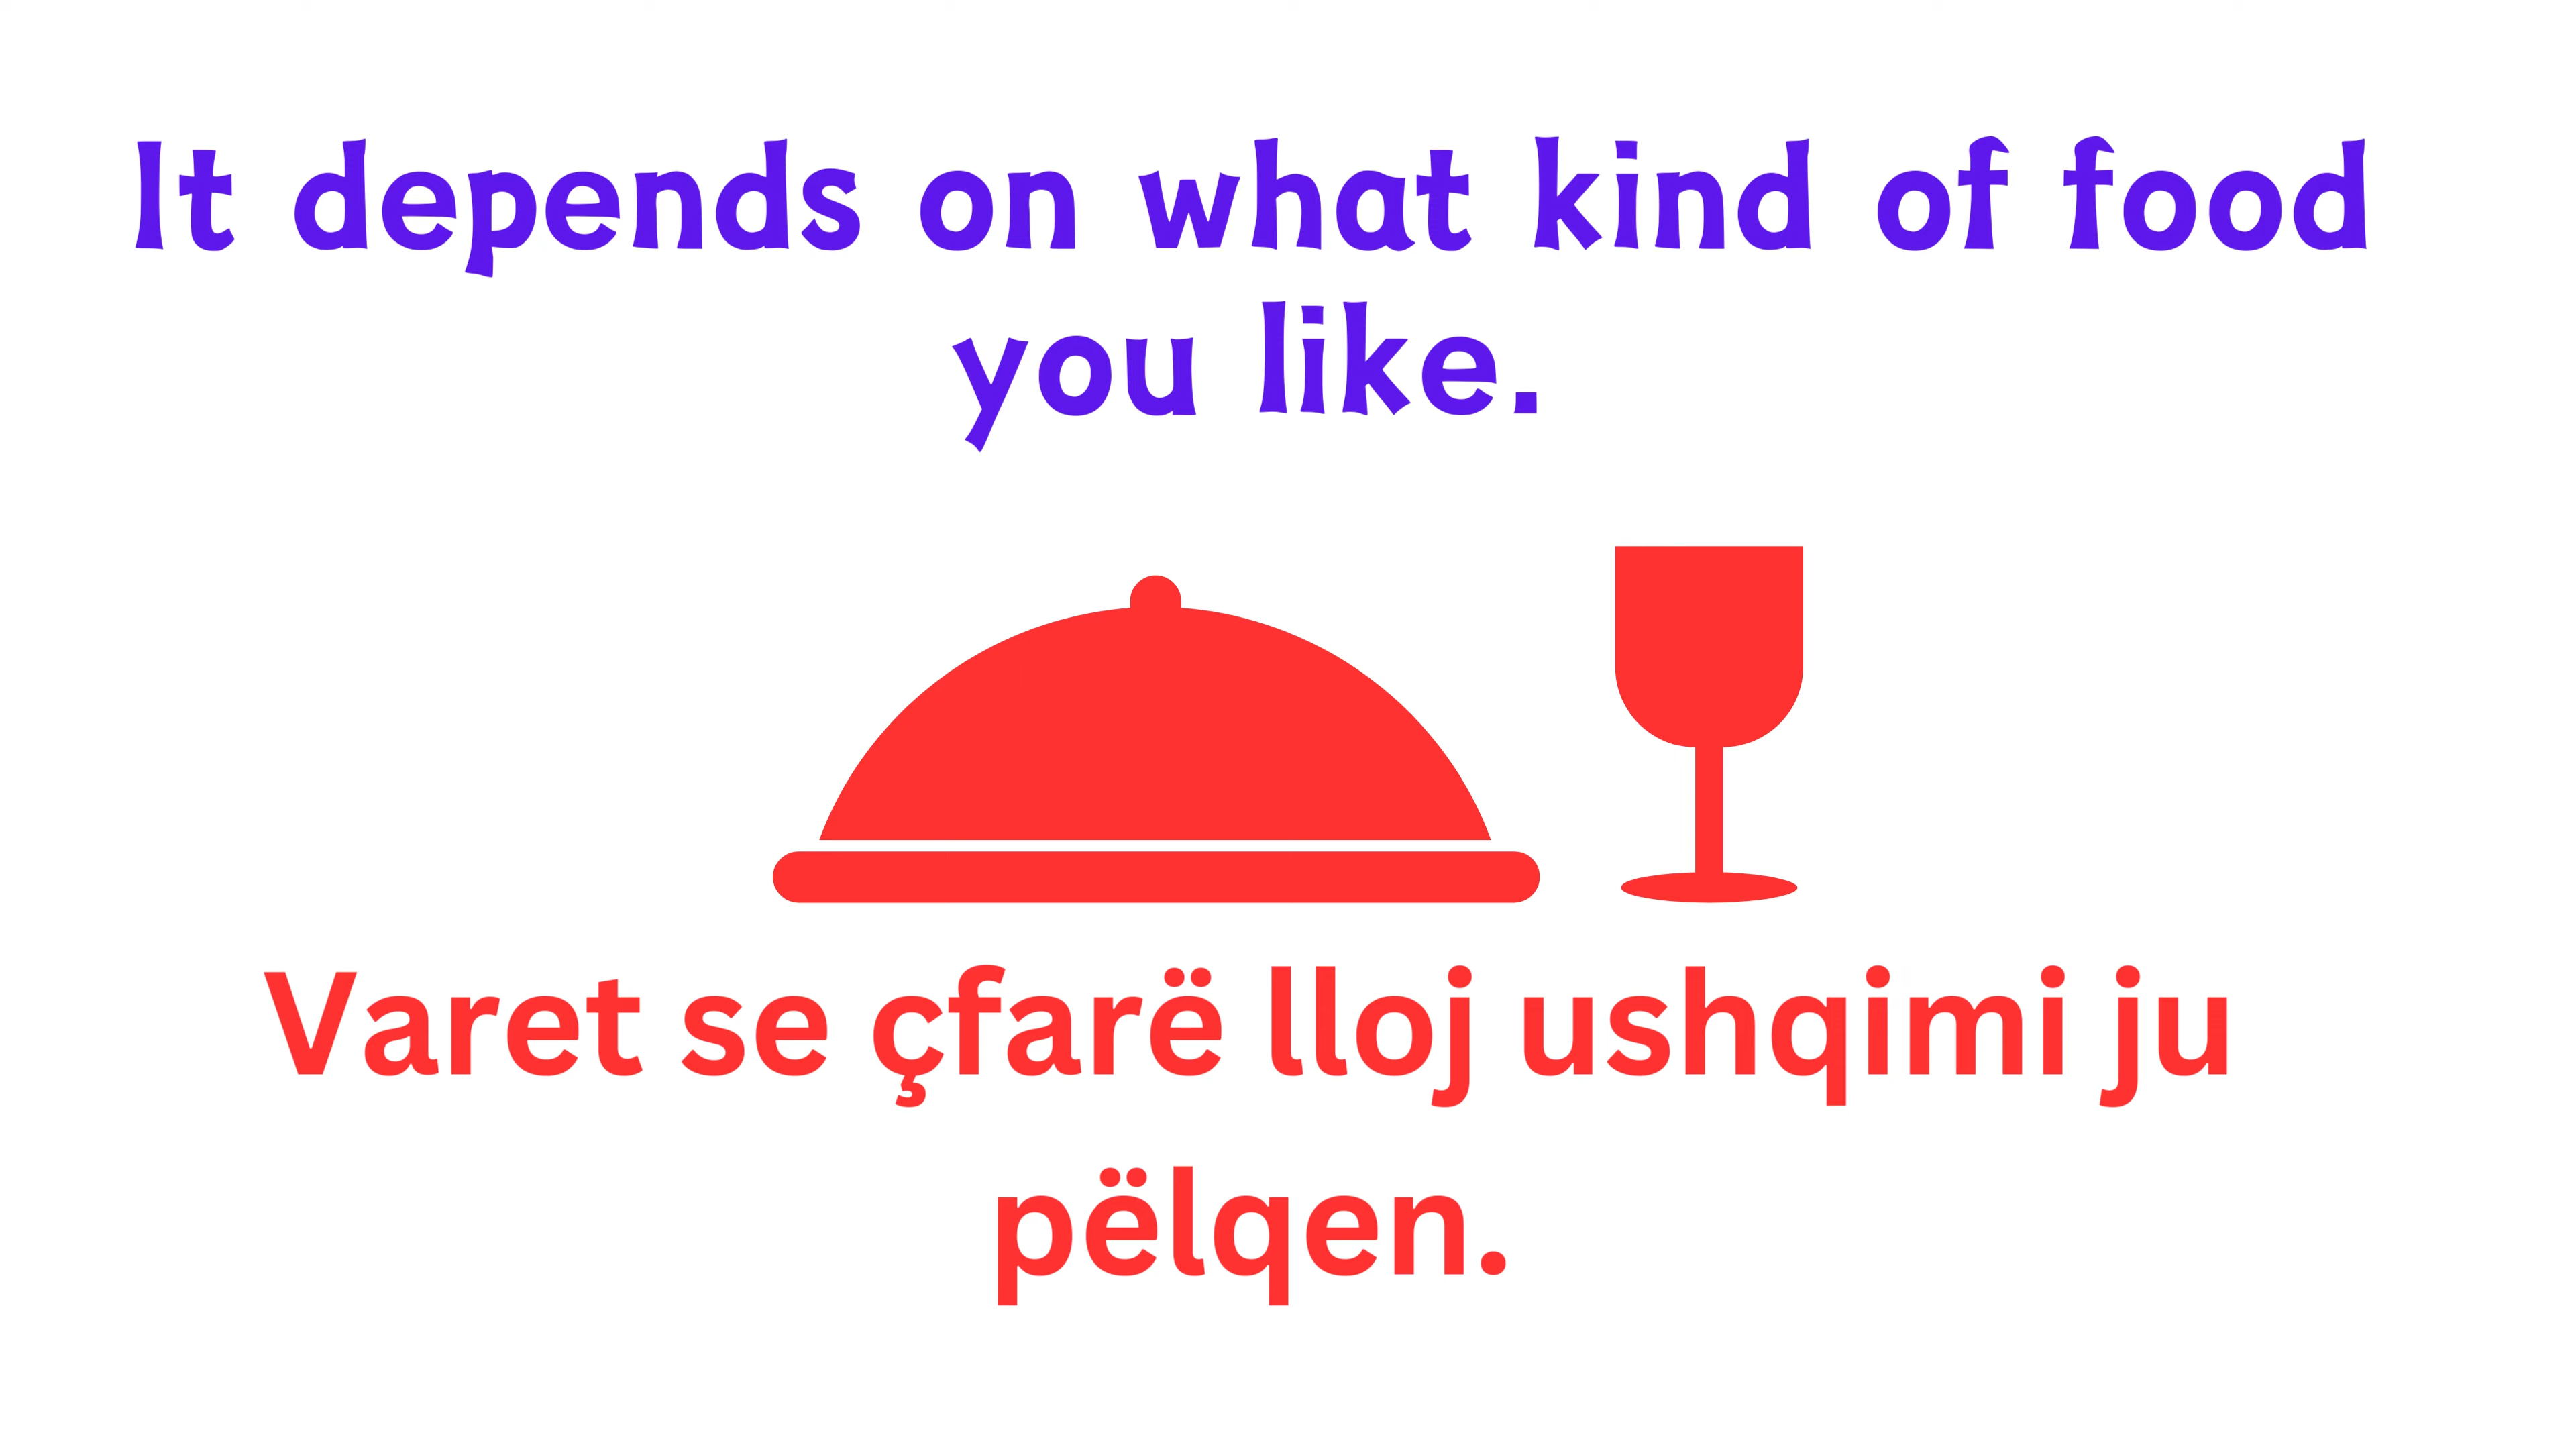 It depends on what kind of food
you like.
Varet se çfarë lloj ushqimi ju
pëlqen.